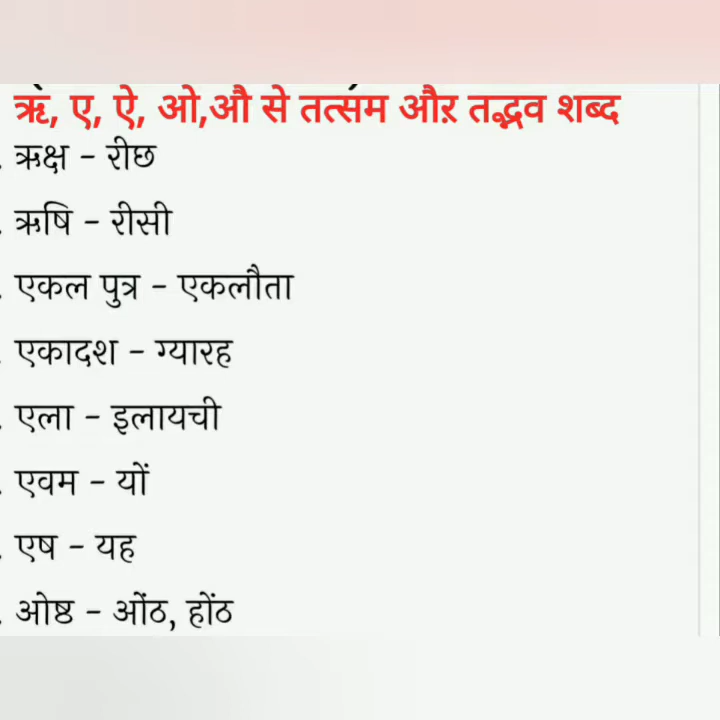 ऋ, ए, ऐ, ओ,औ से तत्सम और तद्भव शब्द
. ऋक्ष - रीछ
. ऋषि - रीसी
. एकल पुत्र - एकलौता
. एकादश - ग्यारह
. एला - इलायची
. एवम - यों
. एष - यह
. ओष्ठ - ओंठ, होंठ